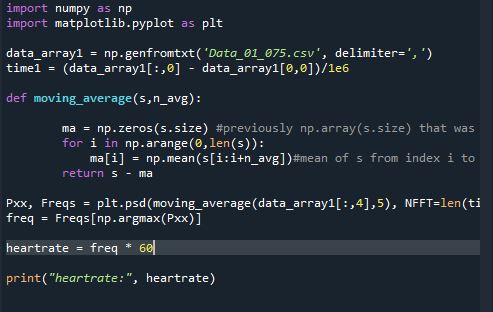 import numpy as np
import matplotlib.pyplot as plt
data_array1 = np.genfromtxt('Data_01_075.csv', delimiter=',')
time1 = (data_array1[:,0] - data_array1[0,0])/1e6
def moving_average(s,n_avg):
ma = np.zeros(s.size) #previously np.array(s.size) that was
for i in np.arange(0,len(s)):
ma[i] = np.mean(s[i:i+n_avg])#mean of s from index i to
return s - ma
Pxx, Freqs = plt.psd(moving_average(data_array1[:,4],5), NFFT=len(ti
freq = Freqs[np.argmax(Pxx)]
heartrate = freq * 60
print("heartrate:", heartrate)